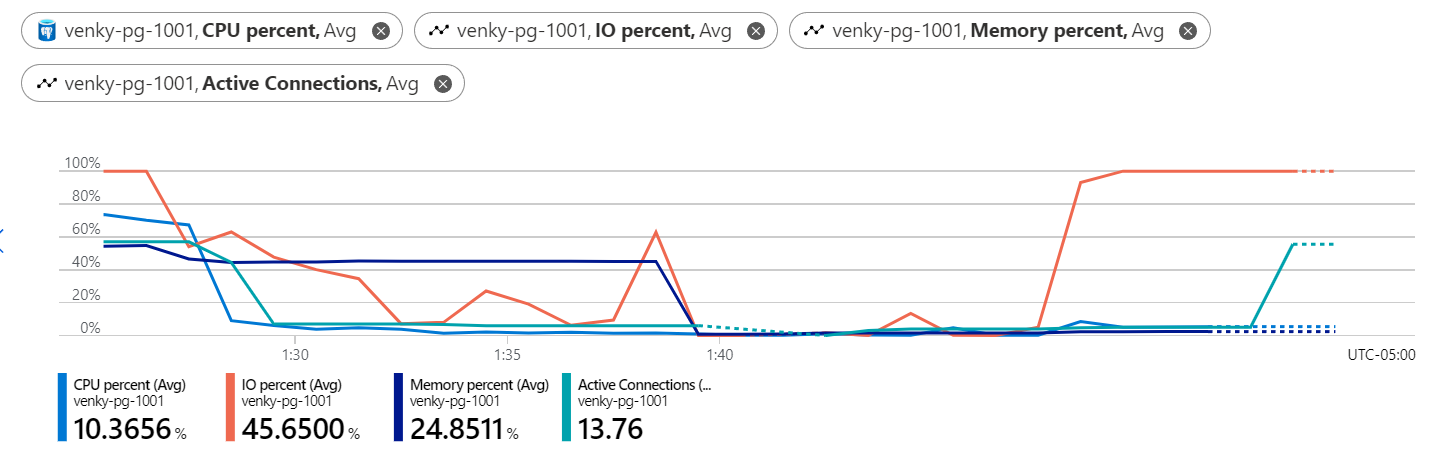 venky-pg-1001, CPU percent, Avg
venky-pg-1001, IO percent, Avg
venky-pg-1001, Memory percent, Avg
venky-pg-1001, Active Connections, Avg
100%
80%
60%
40%
20%
0%
1:30
1:35
1:40
UTC-05:00
CPU percent (Avg)
venky-pg-1001
10.3656 %
IO percent (Avg)
venky-pg-1001
45.6500 %
Memory percent (Avg)
venky-pg-1001
24.8511 %
Active Connections (...
venky-pg-1001
13.76